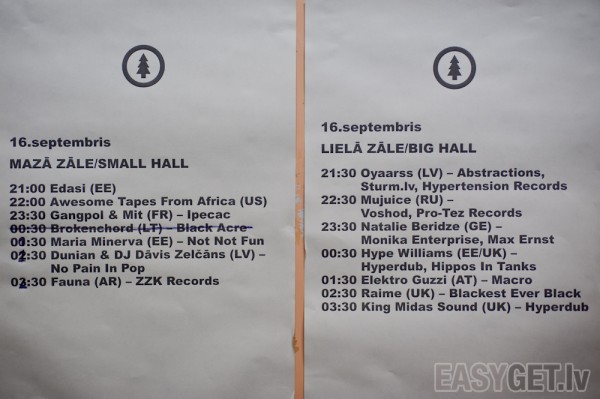 16.septembris
MAZĀ ZĀLE/SMALL HALL
21:00 Edasi (EE)
22:00 Awesome Tapes From Africa (US)
23:30 Gangpol & Mit (FR) – Ipecac
00:30 Brokenchord (LT) – Black Acre
00:30 Maria Minerva (EE) – Not Not Fun
01:30 Dunian & DJ Dāvis Zelčāns (LV) –
No Pain In Pop
02:30 Fauna (AR) – ZZK Records
16.septembris
LIELĀ ZĀLE/BIG HALL
21:30 Oyaarss (LV) – Abstractions,
Sturm.lv, Hypertension Records
22:30 Mujuice (RU) –
Voshod, Pro-Tez Records
23:30 Natalie Beridze (GE) –
Monika Enterprise, Max Ernst
00:30 Hype Williams (EE/UK) –
Hyperdub, Hippos In Tanks
01:30 Elektro Guzzi (AT) – Macro
02:30 Raime (UK) – Blackest Ever Black
03:30 King Midas Sound (UK) – Hyperdub
EASYGET.lv